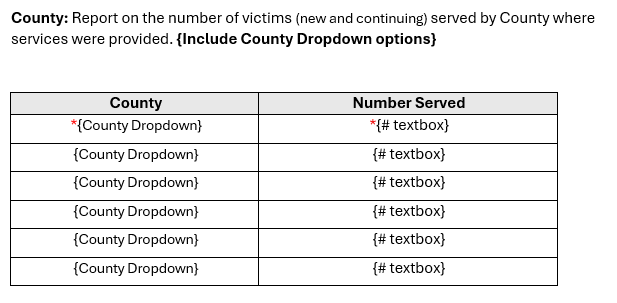 County: Report on the number of victims (new and continuing) served by County where
services were provided. {Include County Dropdown options}
County Number Served
*{County Dropdown} *{# textbox}
{County Dropdown} {# textbox}
{County Dropdown} {# textbox}
{County Dropdown} {# textbox}
{County Dropdown} {# textbox}
{County Dropdown} {# textbox}